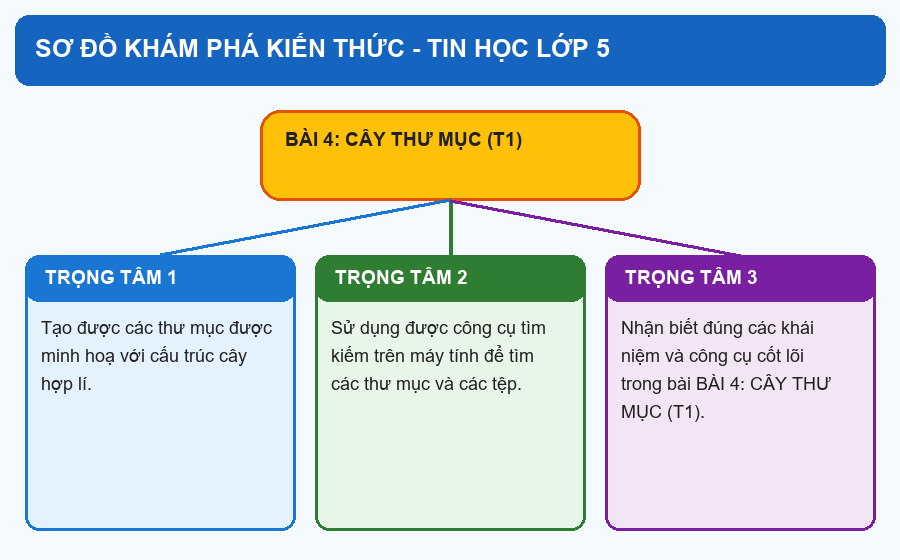 SƠ ĐỒ KHÁM PHÁ KIẾN THỨC - TIN HỌC LỚP 5
BÀI 4: CÂY THƯ MỤC (T1)
TRỌNG TÂM 1
Tạo được các thư mục được
minh hoạ với cấu trúc cây
hợp lí.
TRỌNG TÂM 2
Sử dụng được công cụ tìm
kiếm trên máy tính để tìm
các thư mục và các tệp.
TRỌNG TÂM 3
Nhận biết đúng các khái
niệm và công cụ cốt lõi
trong bài BÀI 4: CÂY THƯ
MỤC (T1).